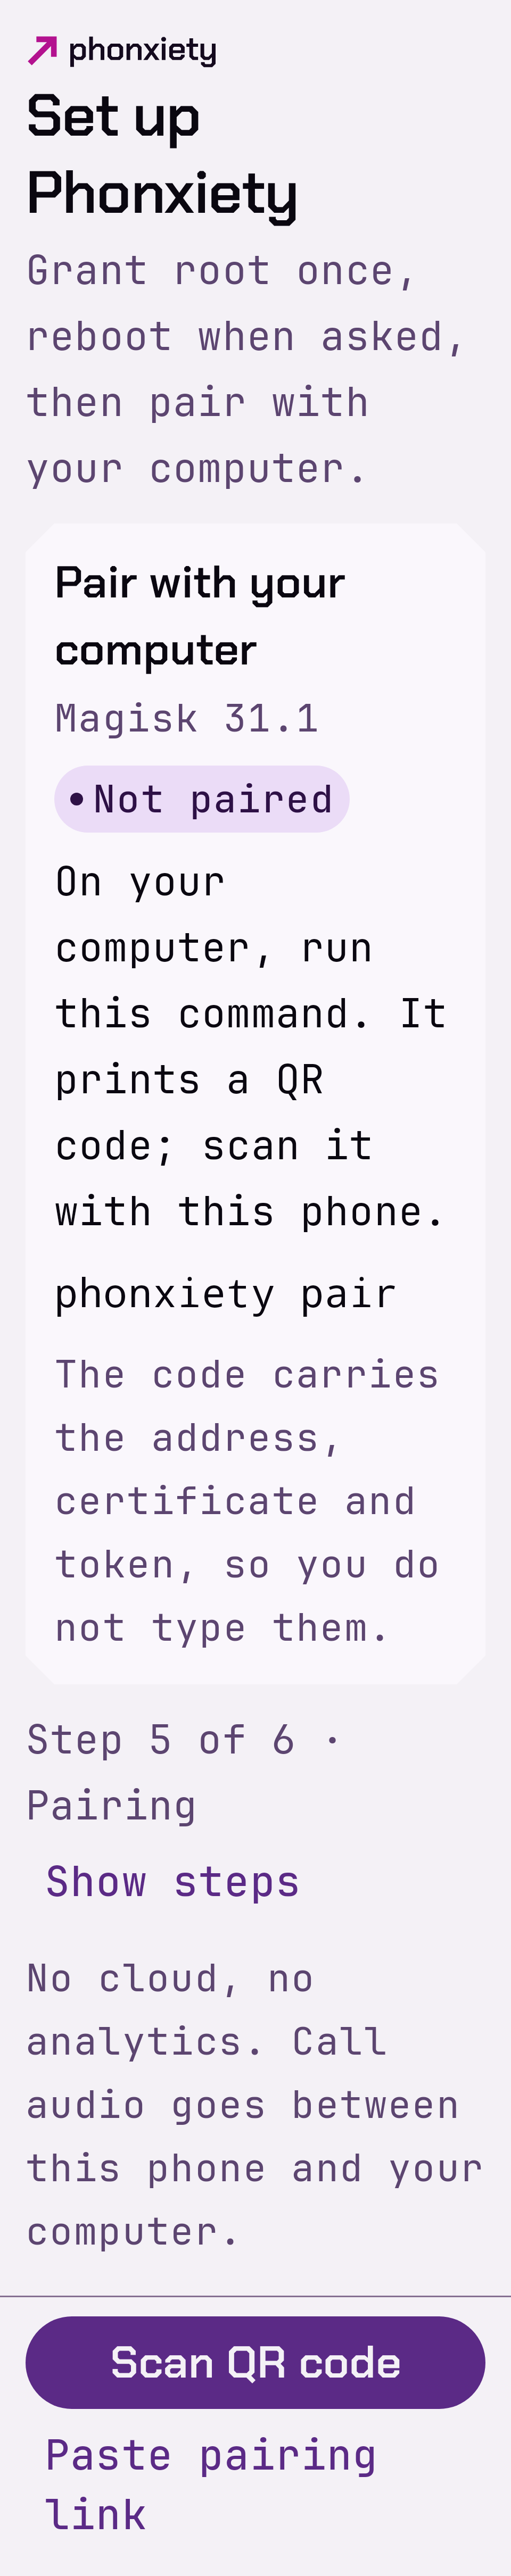 phonxiety
Set up
Phonxiety
Grant root once,
reboot when asked,
then pair with
your computer.
Pair with your
computer
Magisk 31.1
•Not paired
On your
computer, run
this command. It
prints a QR
code; scan it
with this phone.
phonxiety pair
The code carries
the address,
certificate and
token, so you do
not type them.
Step 5 of 6 ·
Pairing
Show steps
No cloud, no
analytics. Call
audio goes between
this phone and your
computer.
Scan QR code
Paste pairing
link